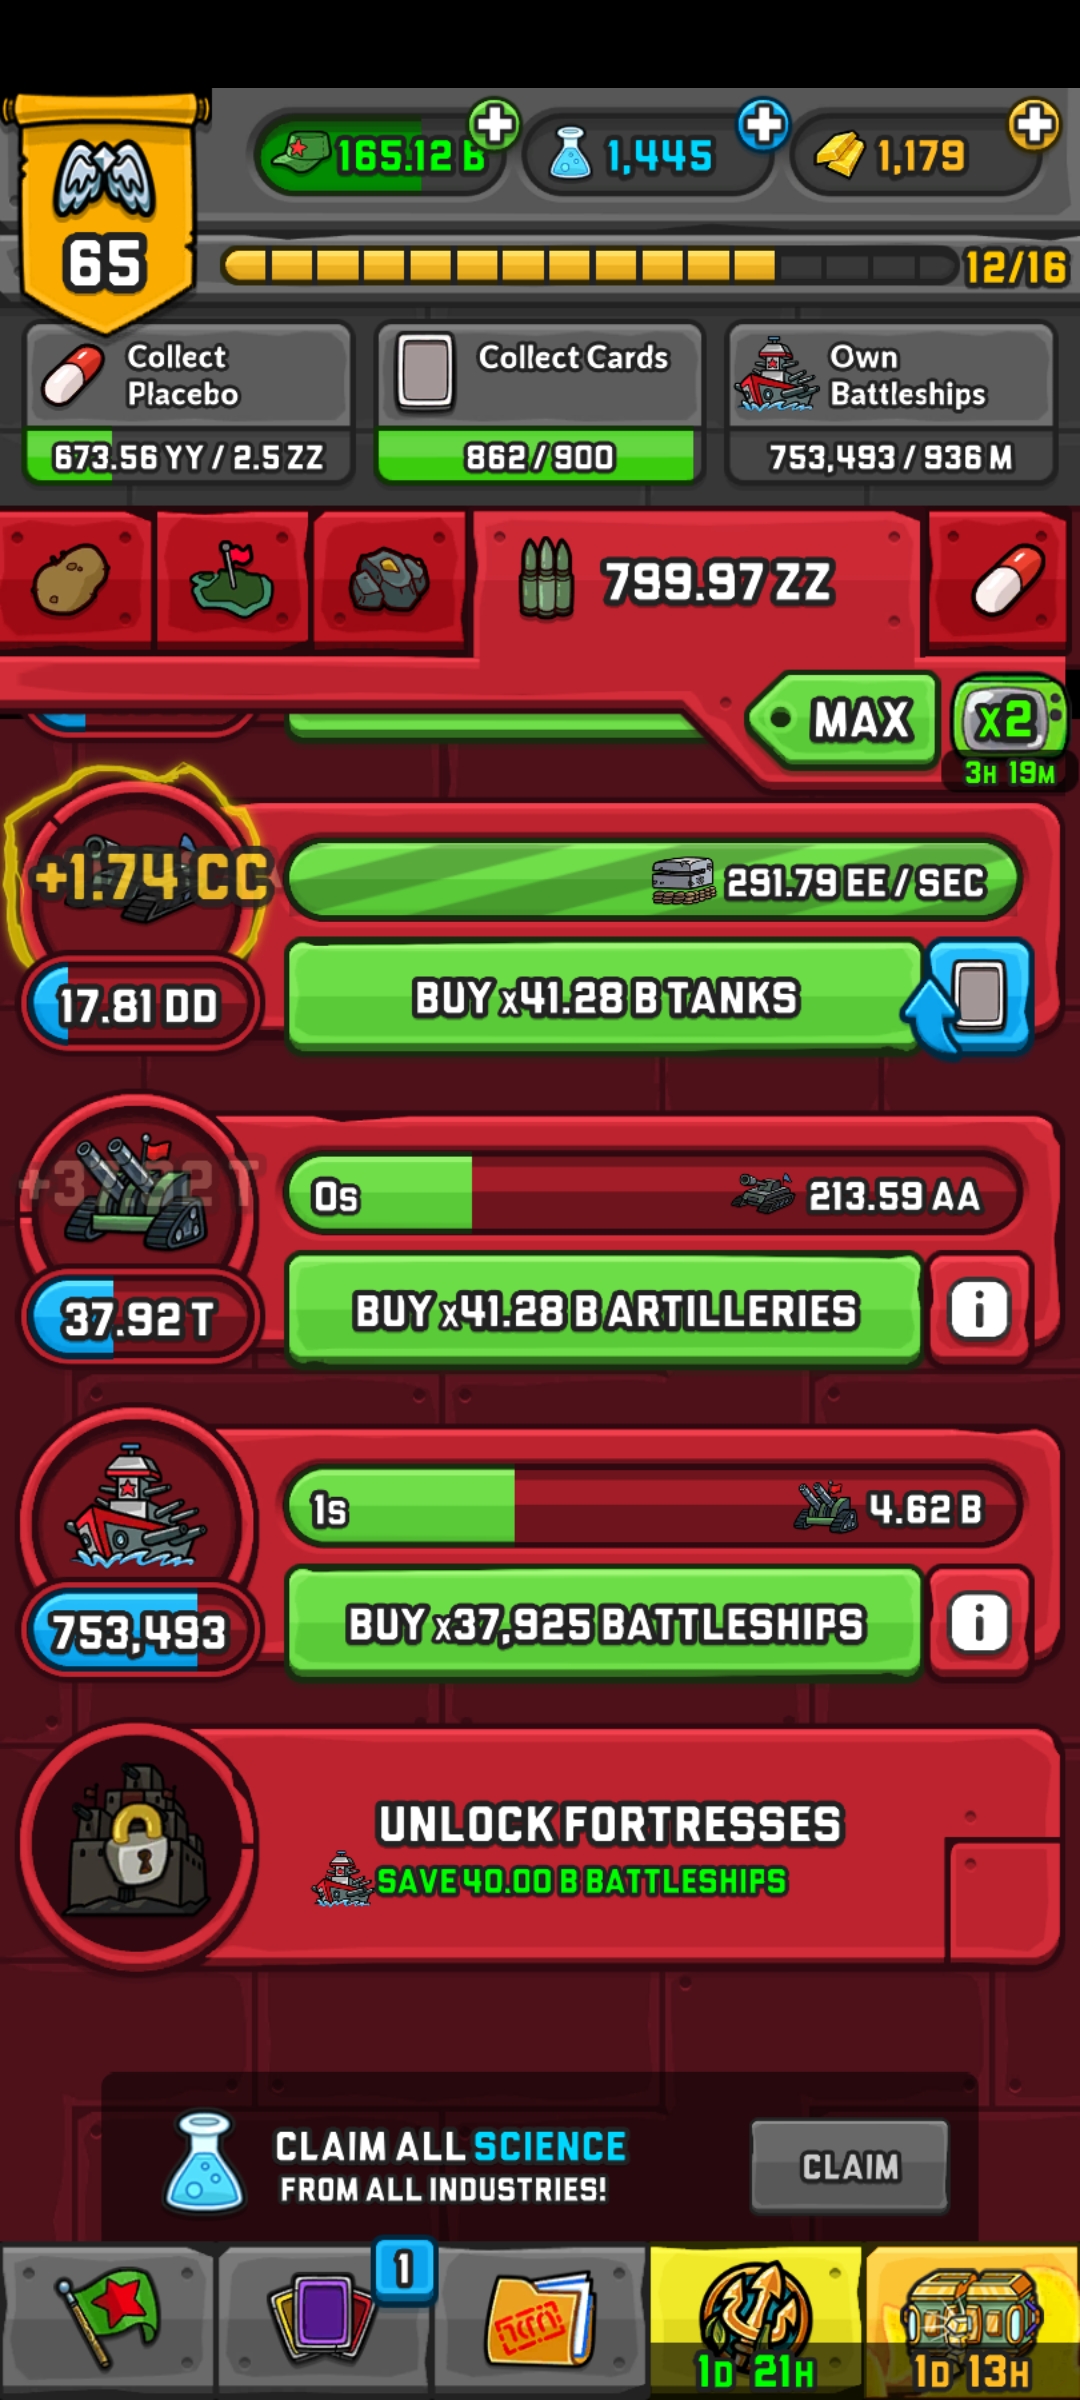 165.12 B
1,445
1,179
65
12/16
Collect
Placebo
673.56 YY / 2.5 ZZ
Collect Cards
862/900
Own
Battleships
753,493 / 936 M
799.97 ZZ
MAX
x2
3H 19M
+1.74 CC
291.79 EE / SEC
17.81 DD
BUY x41.28 B TANKS
+37.92 T
0s
213.59 AA
37.92 T
BUY x41.28 B ARTILLERIES
i
1s
4.62 B
753,493
BUY x37,925 BATTLESHIPS
i
UNLOCK FORTRESSES
SAVE 40.00 B BATTLESHIPS
CLAIM ALL SCIENCE
FROM ALL INDUSTRIES!
CLAIM
1
1D 21H
1D 13H